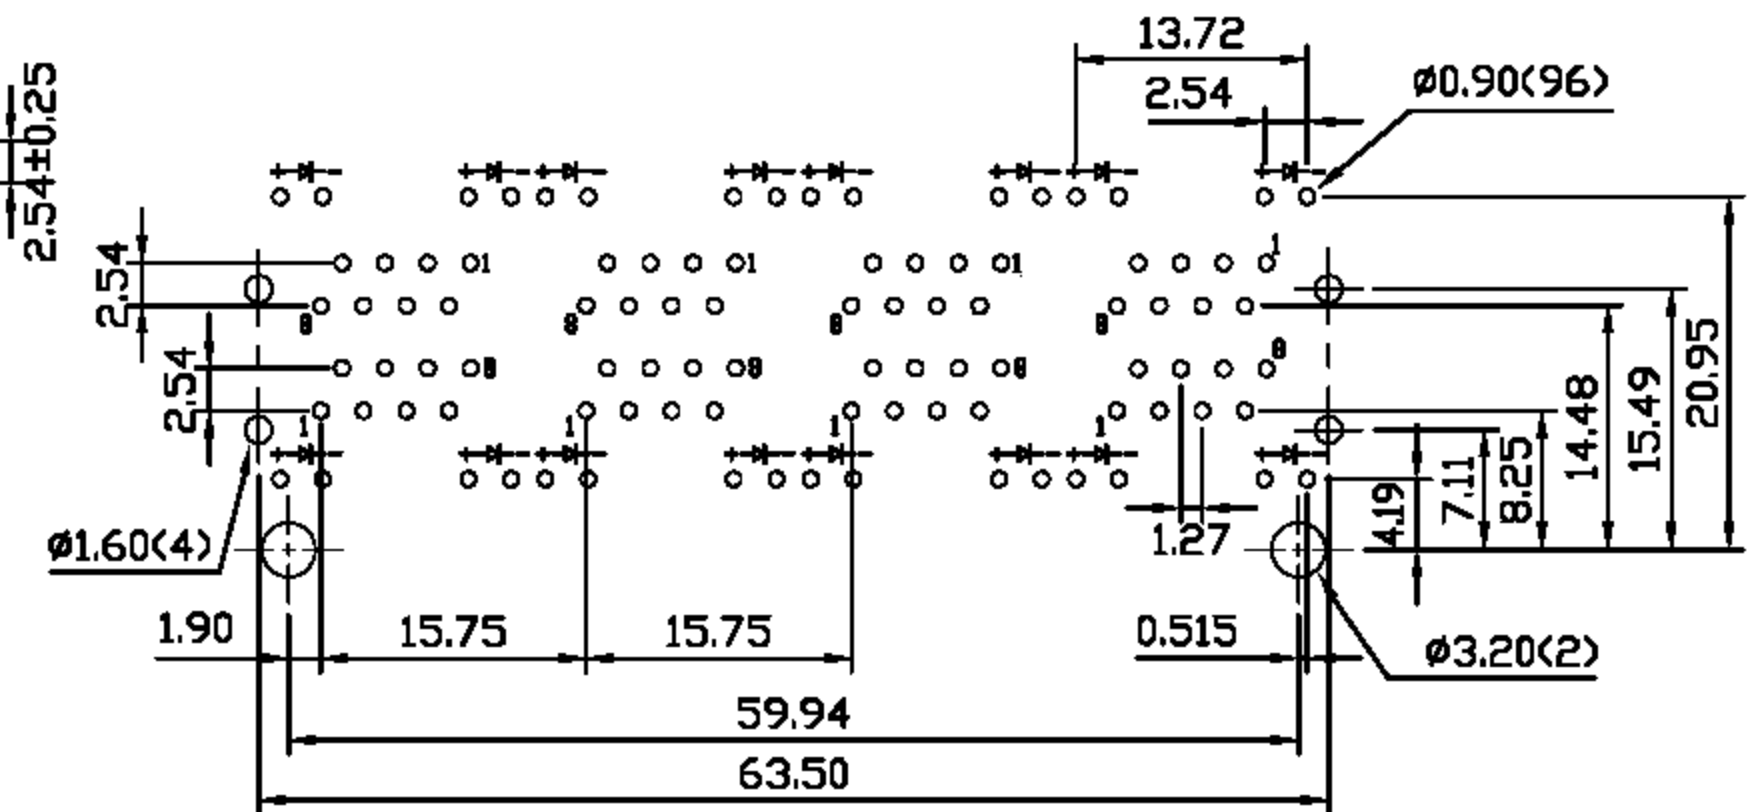 13.72
2.54
ø0.90(96)
2.54±0.25
+ - + - + - + - + - + - + - + -
2.54
1 1 1 1
8 8 8 8
2.54
8 8 8 8
1 1 1 1
+ - + - + - + - + - + - + - + -
20.95
15.49
14.48
8.25
7.11
4.19
1.27
ø1.60(4)
1.90
15.75
15.75
0.515
ø3.20(2)
59.94
63.50